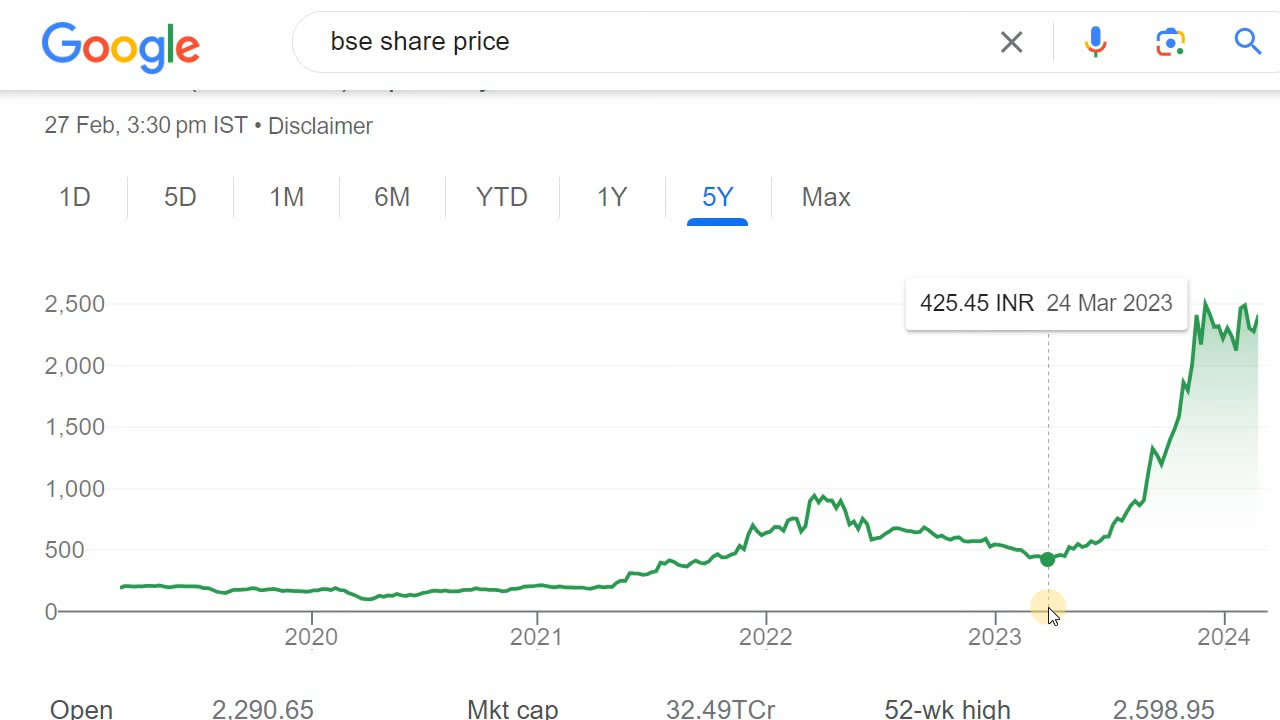 Google
bse share price
27 Feb, 3:30 pm IST • Disclaimer
1D 5D 1M 6M YTD 1Y 5Y Max
425.45 INR 24 Mar 2023
2,500
2,000
1,500
1,000
500
0
2020 2021 2022 2023 2024
Open 2,290.65 Mkt cap 32.49TCr 52-wk high 2,598.95